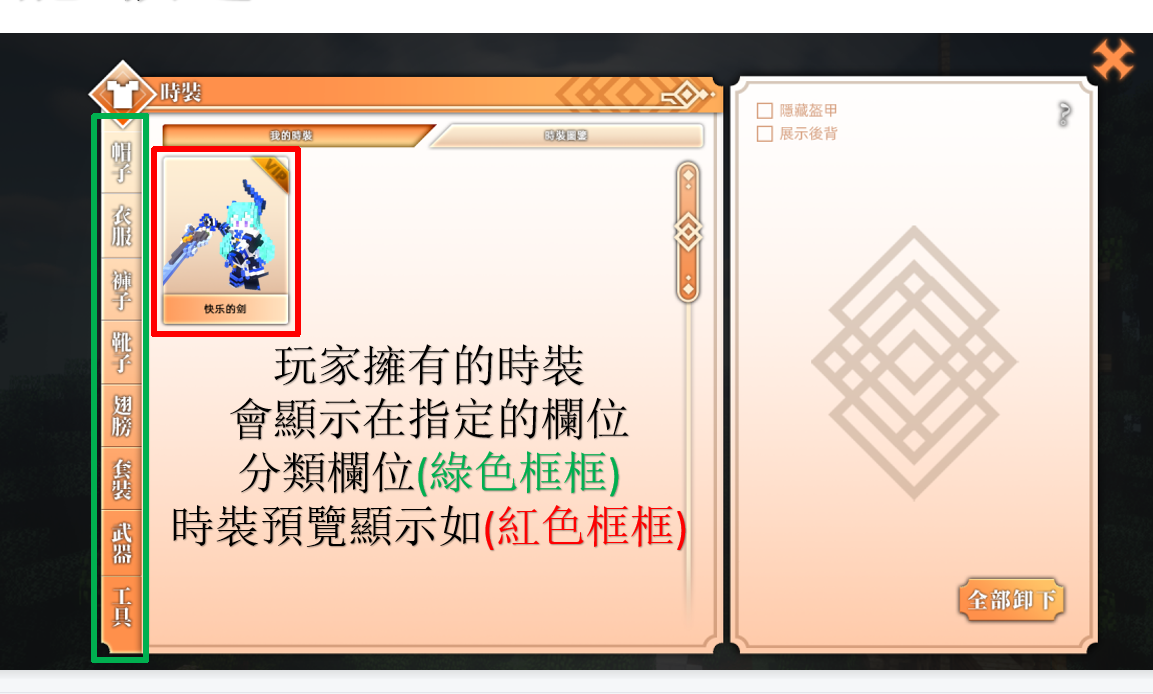 時裝
我的時裝
時裝圖鑒
隱藏盔甲
展示後背
?
帽子
衣服
褲子
靴子
翅膀
套裝
武器
工具
VIP
快乐的剑
玩家擁有的時裝
會顯示在指定的欄位
分類欄位(綠色框框)
時裝預覽顯示如(紅色框框)
全部卸下